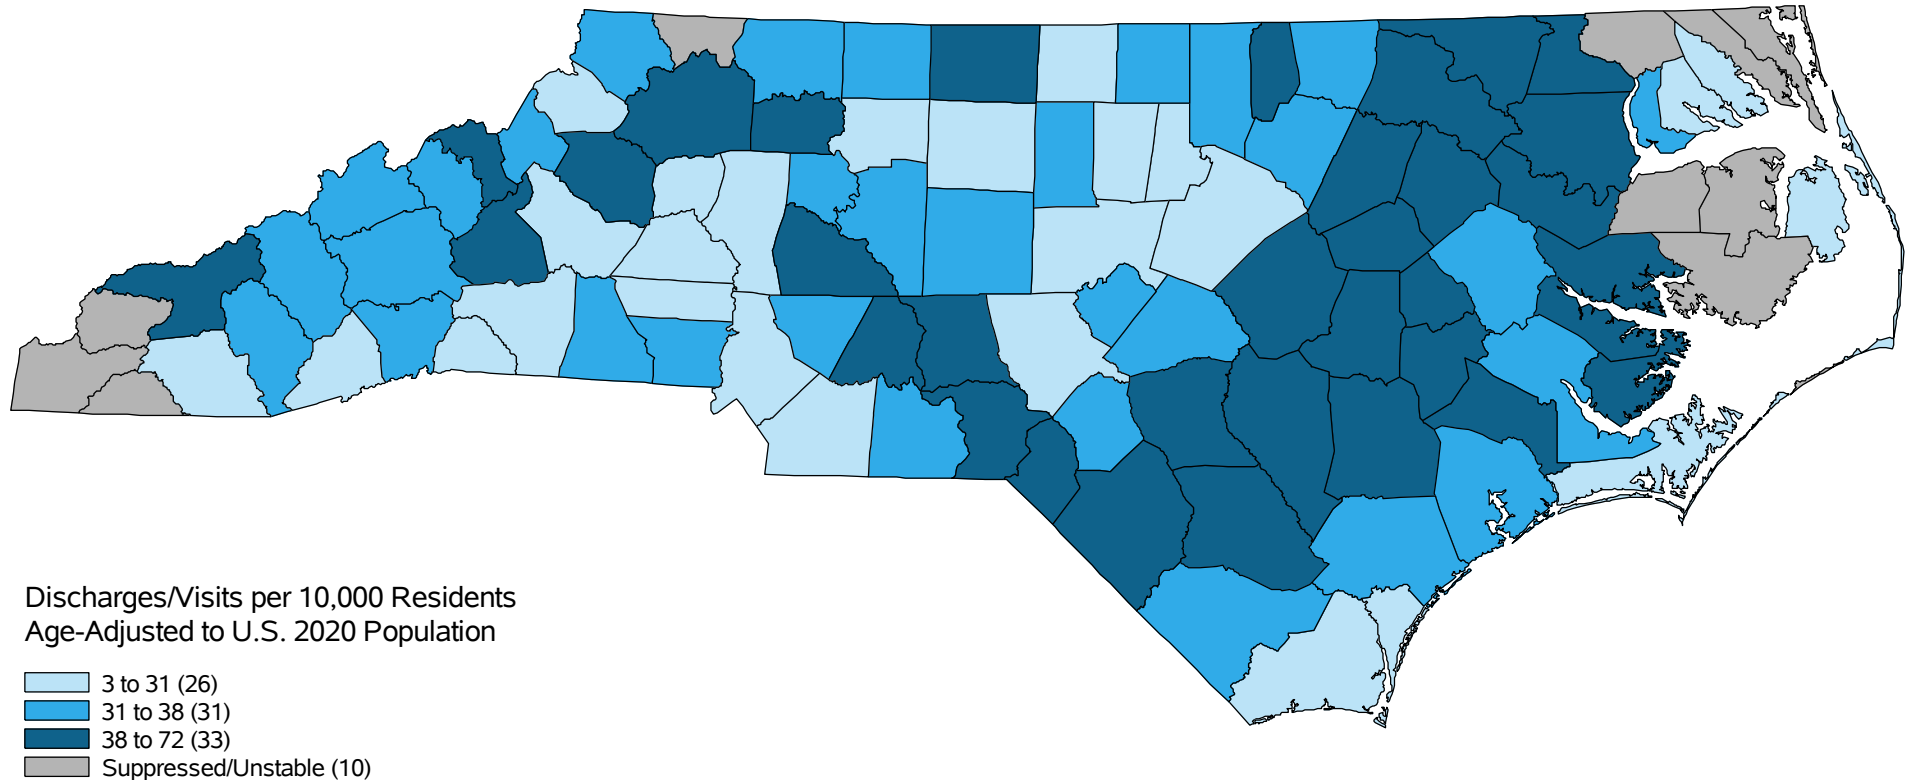 Discharges/Visits per 10,000 Residents
Age-Adjusted to U.S. 2020 Population
3 to 31 (26)
31 to 38 (31)
38 to 72 (33)
Suppressed/Unstable (10)